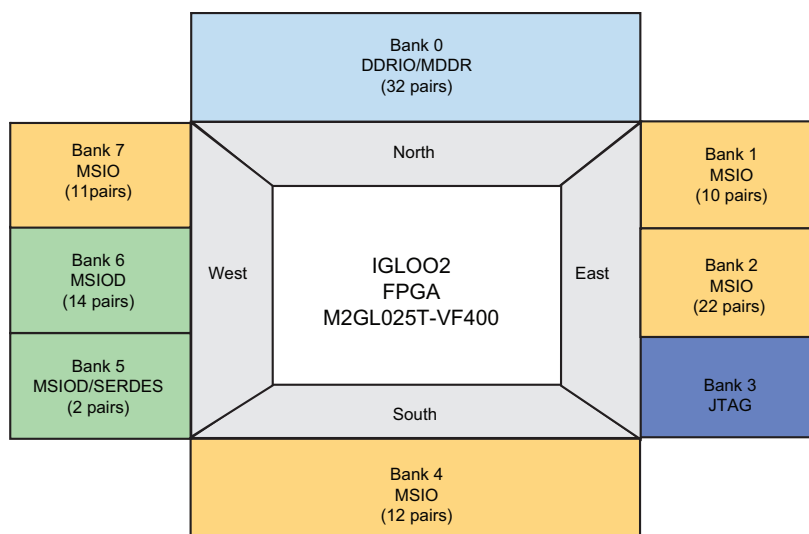 Bank 0
DDRIO/MDDR
(32 pairs)
Bank 7
MSIO
(11pairs)
North
Bank 1
MSIO
(10 pairs)
Bank 6
MSIOD
(14 pairs)
West
IGLOO2
FPGA
M2GL025T-VF400
East
Bank 2
MSIO
(22 pairs)
Bank 5
MSIOD/SERDES
(2 pairs)
South
Bank 3
JTAG
Bank 4
MSIO
(12 pairs)